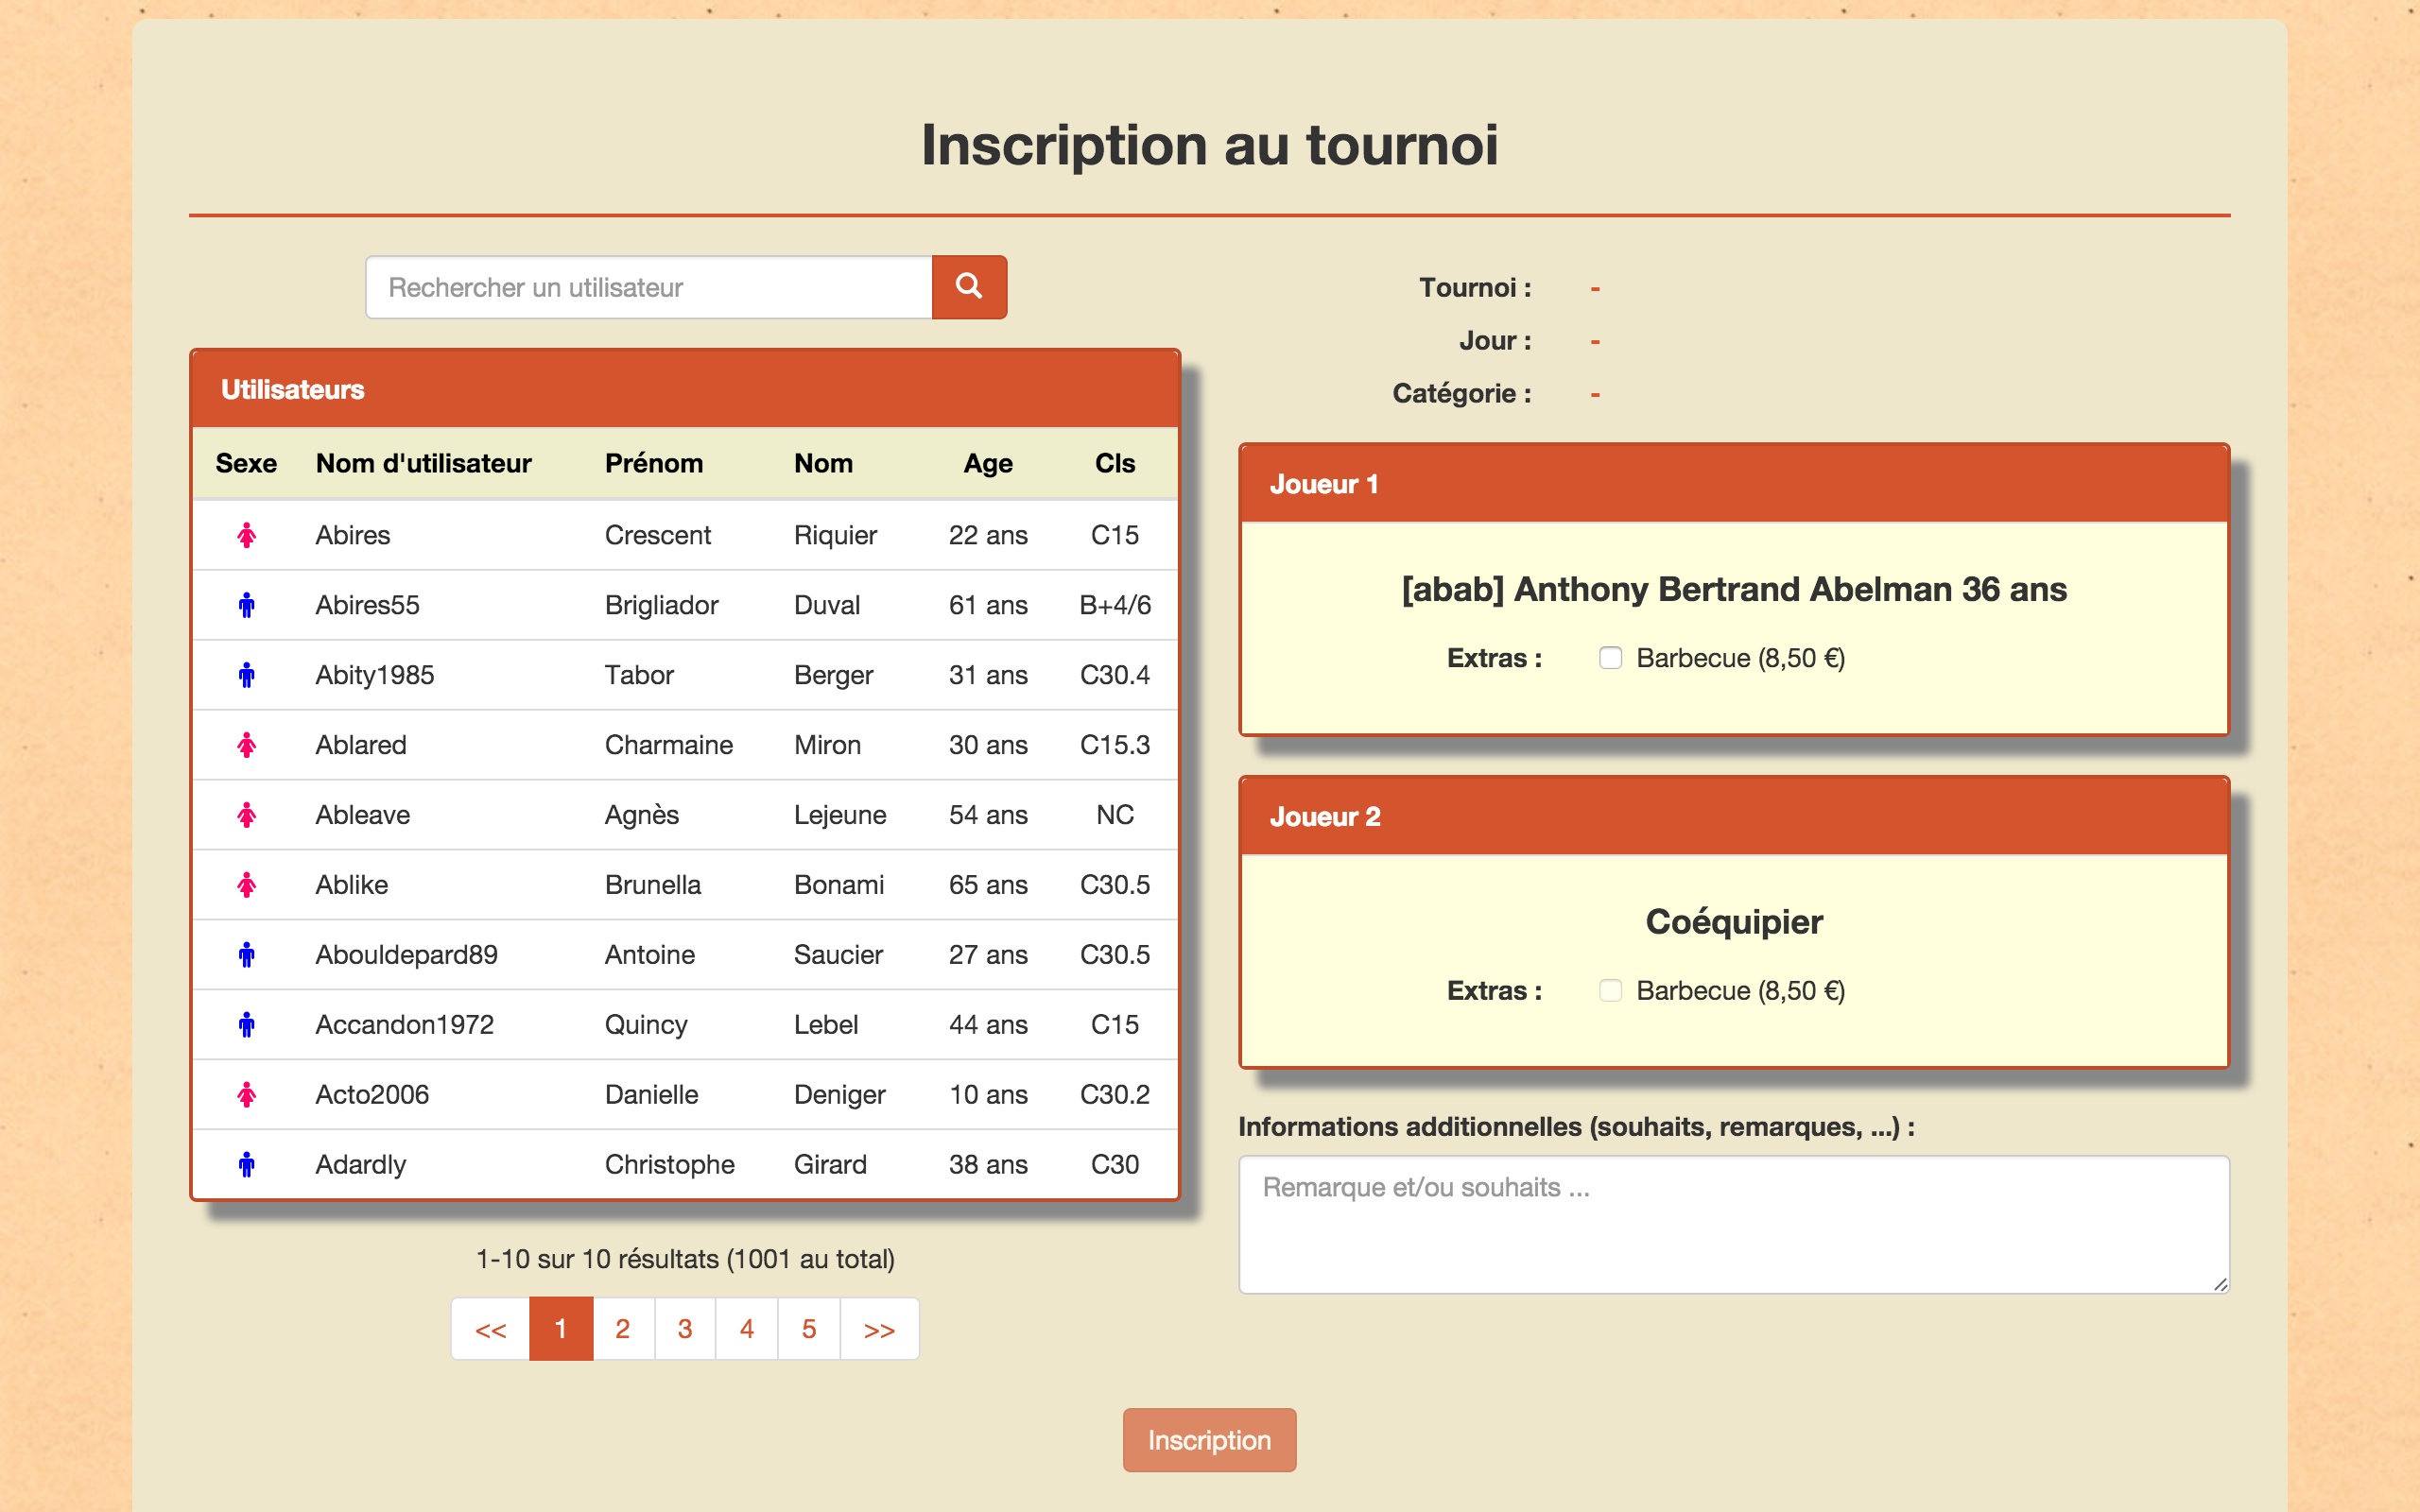 Inscription au tournoi
Rechercher un utilisateur
Utilisateurs
Sexe Nom d'utilisateur Prénom Nom Age Cls
Abires Crescent Riquier 22 ans C15
Abires55 Brigliador Duval 61 ans B+4/6
Abity1985 Tabor Berger 31 ans C30.4
Ablared Charmaine Miron 30 ans C15.3
Ableave Agnès Lejeune 54 ans NC
Ablike Brunella Bonami 65 ans C30.5
Abouldepard89 Antoine Saucier 27 ans C30.5
Accandon1972 Quincy Lebel 44 ans C15
Acto2006 Danielle Deniger 10 ans C30.2
Adardly Christophe Girard 38 ans C30
1-10 sur 10 résultats (1001 au total)
<< 1 2 3 4 5 >>
Tournoi : -
Jour : -
Catégorie : -
Joueur 1
[abab] Anthony Bertrand Abelman 36 ans
Extras : Barbecue (8,50 €)
Joueur 2
Coéquipier
Extras : Barbecue (8,50 €)
Informations additionnelles (souhaits, remarques, ...) :
Remarque et/ou souhaits ...
Inscription